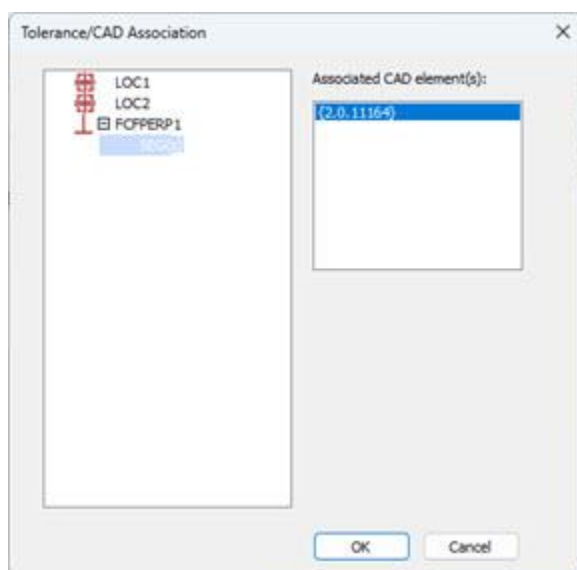 Tolerance/CAD Association
LOC1
LOC2
FCFPERP1
Associated CAD element(s):
(2.0.11164)
OK
Cancel